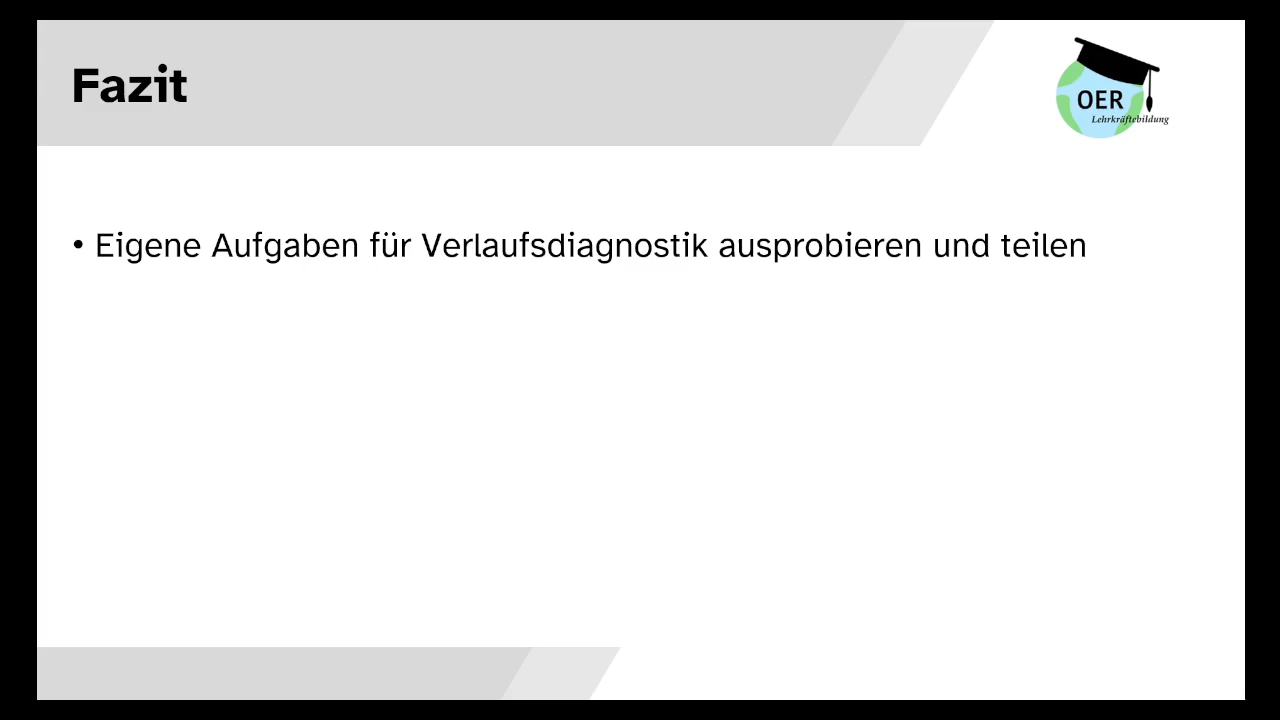 Fazit
OER
Lehrkräftebildung
• Eigene Aufgaben für Verlaufsdiagnostik ausprobieren und teilen